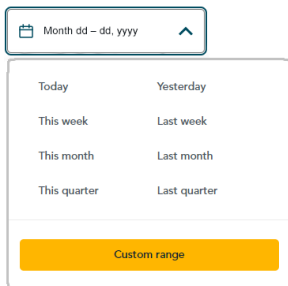 Month dd – dd, yyyy
Today Yesterday
This week Last week
This month Last month
This quarter Last quarter
Custom range